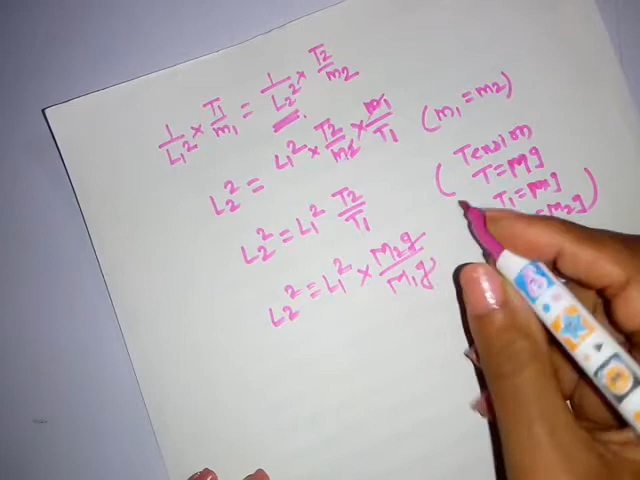 1/L1² × T1/m1 = 1/L2² × T2/m2
L2² = L1² × T2/m2 × m1/T1 (m1 = m2)
L2² = L1² T2/T1
L2² = L1² × M2g/M1g
(Tension
T = Mg
T1 = M1g
= M2g)